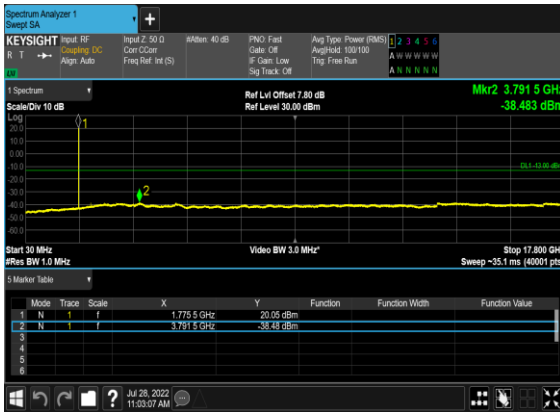 Spectrum Analyzer 1
Swept SA
+
KEYSIGHT Input: RF Input Z: 50 Ω #Atten: 40 dB PNO: Fast Avg Type: Power (RMS) 1 2 3 4 5 6
R T Coupling: DC Corr CCorr Gate: Off Avg|Hold: 100/100 A W W W W W
Align: Auto Freq Ref: Int (S) IF Gain: Low Trig: Free Run
Sig Track: Off A N N N N N
1 Spectrum
Scale/Div 10 dB
Ref Lvl Offset 7.80 dB
Ref Level 30.00 dBm
Mkr2 3.791 5 GHz
-38.483 dBm
Log
20.0
10.0
0.00
-10.0
-20.0
-30.0
-40.0
-50.0
-60.0
1
2
DL1 -13.00 dBm
Start 30 MHz Video BW 3.0 MHz* Stop 17.800 GH
#Res BW 1.0 MHz Sweep ~35.1 ms (40001 pts
5 Marker Table
Mode Trace Scale X Y Function Function Width Function Value
1 N 1 f 1.775 5 GHz 20.05 dBm
2 N 1 f 3.791 5 GHz -38.48 dBm
3
4
5
6
?
Jul 28, 2022
11:03:07 AM